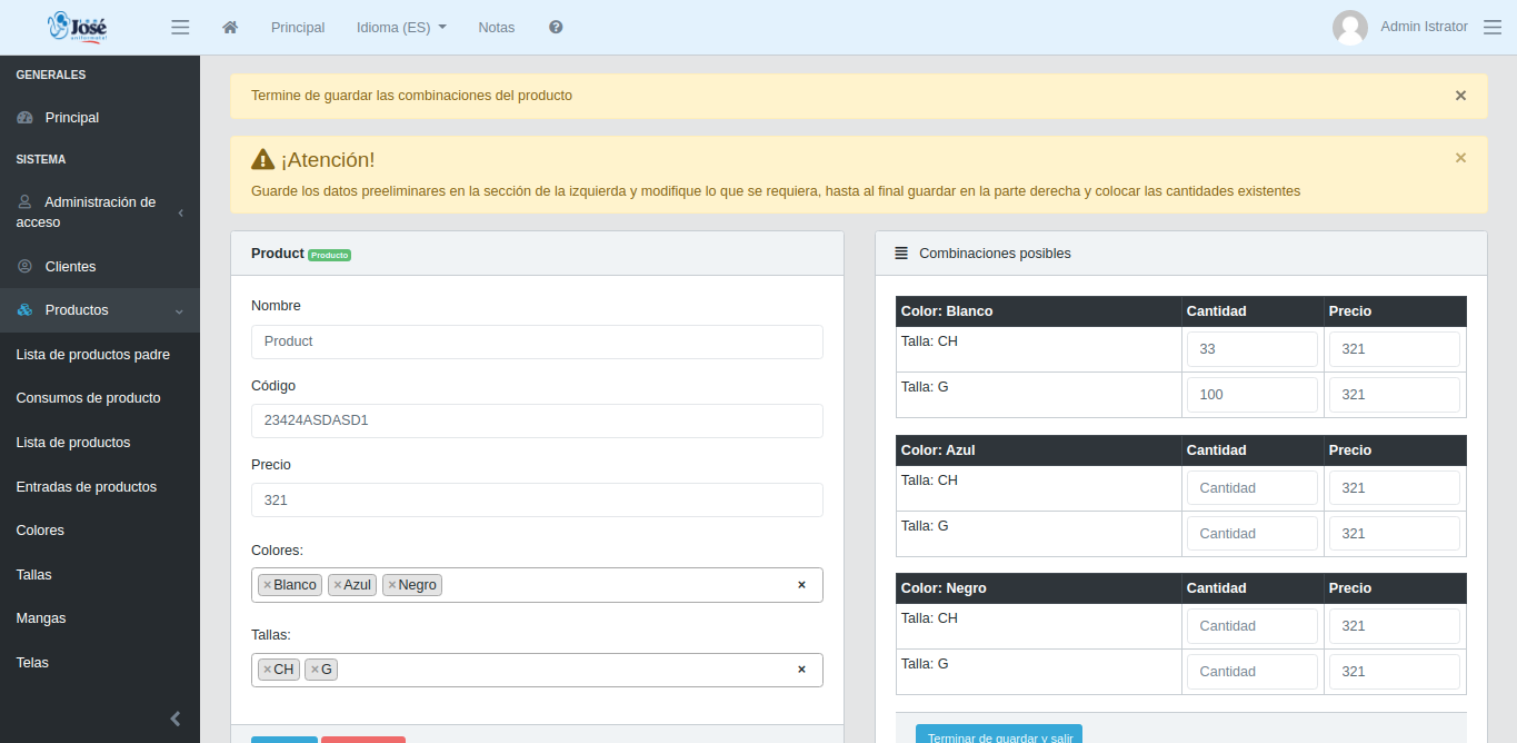 José
Principal
Idioma (ES)
Notas
Admin Istrator
GENERALES
Principal
SISTEMA
Administración de
acceso
Clientes
Productos
Lista de productos padre
Consumos de producto
Lista de productos
Entradas de productos
Colores
Tallas
Mangas
Telas
Termine de guardar las combinaciones del producto ×
¡Atención! ×
Guarde los datos preeliminares en la sección de la izquierda y modifique lo que se requiera, hasta al final guardar en la parte derecha y colocar las cantidades existentes
Product Producto
Nombre
Product
Código
23424ASDASD1
Precio
321
Colores:
×Blanco ×Azul ×Negro ×
Tallas:
×CH ×G ×
Combinaciones posibles
Color: Blanco Cantidad Precio
Talla: CH 33 321
Talla: G 100 321
Color: Azul Cantidad Precio
Talla: CH Cantidad 321
Talla: G Cantidad 321
Color: Negro Cantidad Precio
Talla: CH Cantidad 321
Talla: G Cantidad 321
Terminar de guardar y salir